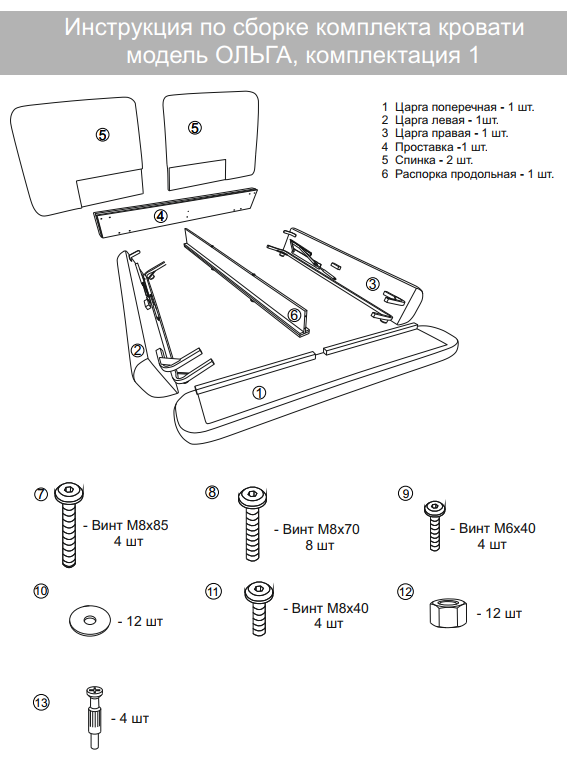 Инструкция по сборке комплекта кровати
модель ОЛЬГА, комплектация 1
1 Царга поперечная - 1 шт.
2 Царга левая - 1шт.
3 Царга правая - 1 шт.
4 Проставка -1 шт.
5 Спинка - 2 шт.
6 Распорка продольная - 1 шт.
5
5
4
3
6
2
1
7
- Винт М8х85
4 шт
8
- Винт М8х70
8 шт
9
- Винт М6х40
4 шт
10
- 12 шт
11
- Винт М8х40
4 шт
12
- 12 шт
13
- 4 шт